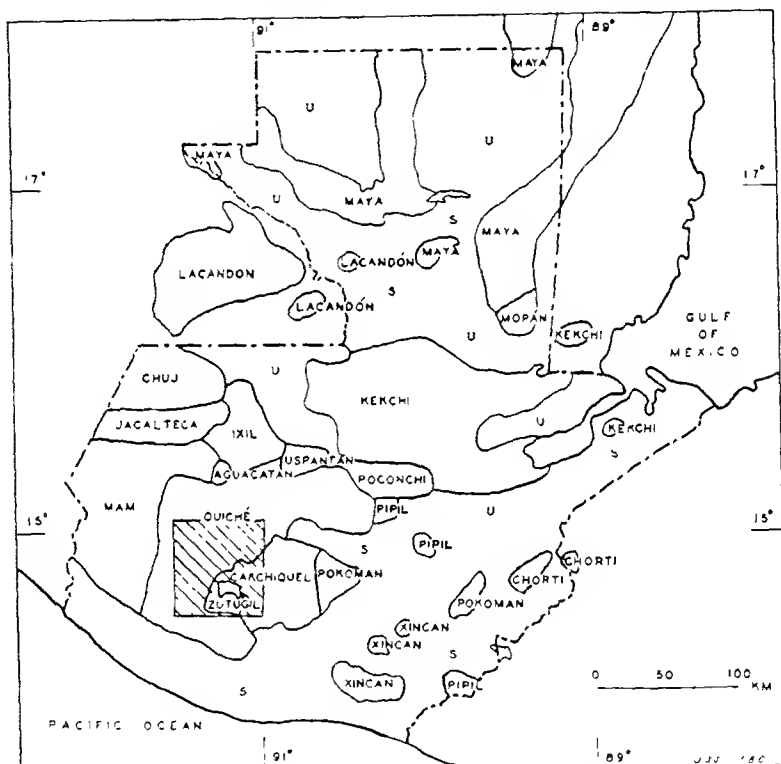 91° 89°
MAYA
U
U
MAYA
17° 17°
U
MAYA
S
MAYA
LACANDÓN
MAYA
LACANDON
S
LACANDÓN
MOPÁN
GULF
OF
MEXICO
KEKCHI
U
CHUJ
U
KEKCHI
JACALTECA
U
KEKCHI
IXIL
S
USPANTÁN
AGUACATÁN
POCONCHI
MAM
PIPIL
U
QUICHÉ
15° 15°
S
PIPIL
CHORTI
CAKCHIQUEL
POKOMAN
CHORTI
ZUTUGIL
POKOMAN
XINCAN
XINCAN
S
XINCAN
PIPIL
0 50 100
KM
S
PACIFIC OCEAN
91° 89°